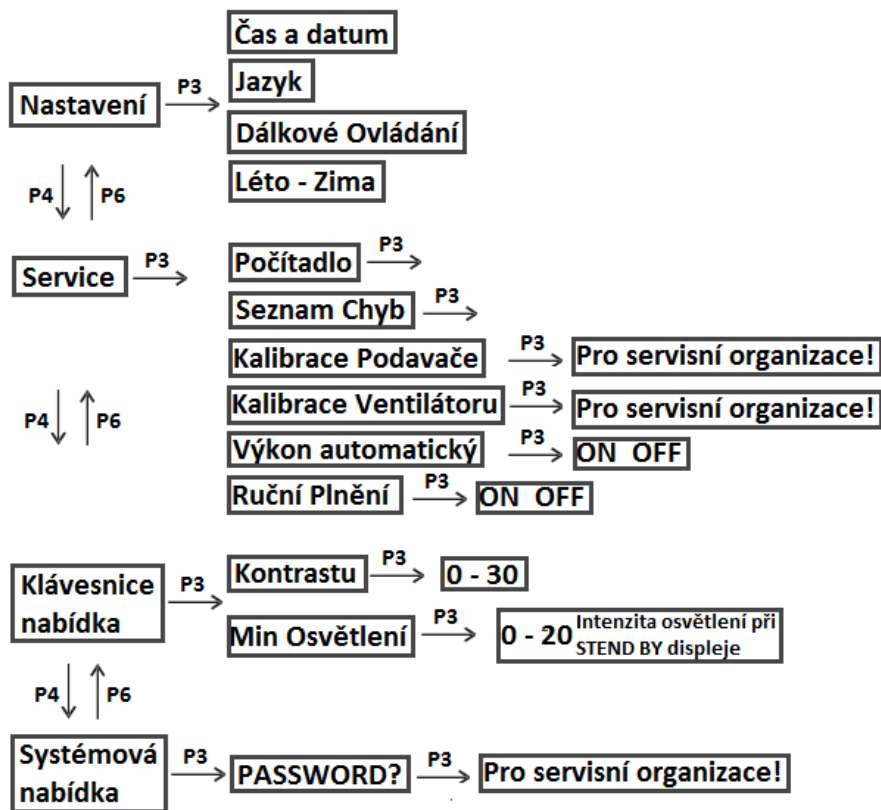 Čas a datum
Nastavení P3 Jazyk
Dálkové Ovládání
Léto - Zima
P4 P6
Service P3 Počítadlo P3
Seznam Chyb P3
Kalibrace Podavače P3 Pro servisní organizace!
Kalibrace Ventilátoru P3 Pro servisní organizace!
P4 P6
Výkon automatický P3 ON OFF
Ruční Plnění P3 ON OFF
Klávesnice
nabídka
P3
Kontrastu P3 0 - 30
Min Osvětlení P3 0 - 20 Intenzita osvětlení při
STEND BY displeje
P4 P6
Systémová
nabídka
P3 PASSWORD? P3 Pro servisní organizace!